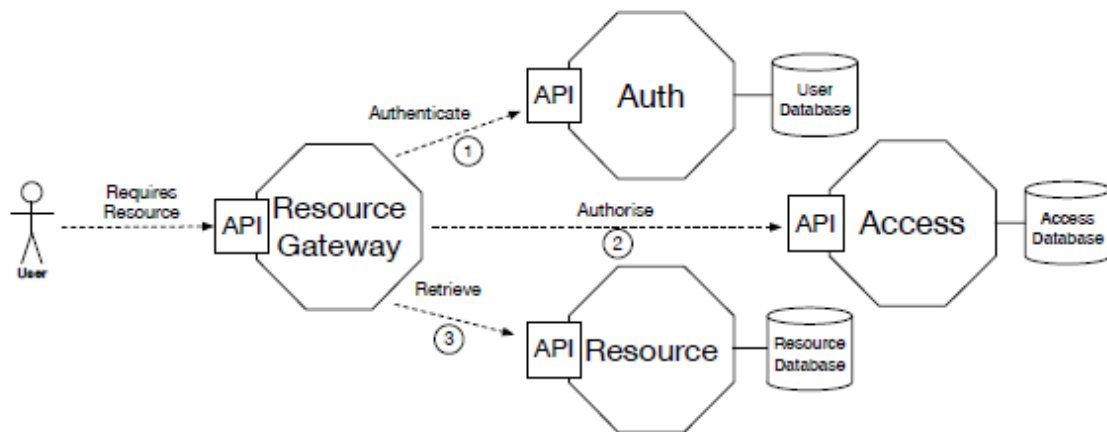 API
Auth
User
Database
Authenticate
1
Requires
Resource
API
Resource
Gateway
Authorise
2
API
Access
Access
Database
User
Retrieve
3
API
Resource
Resource
Database